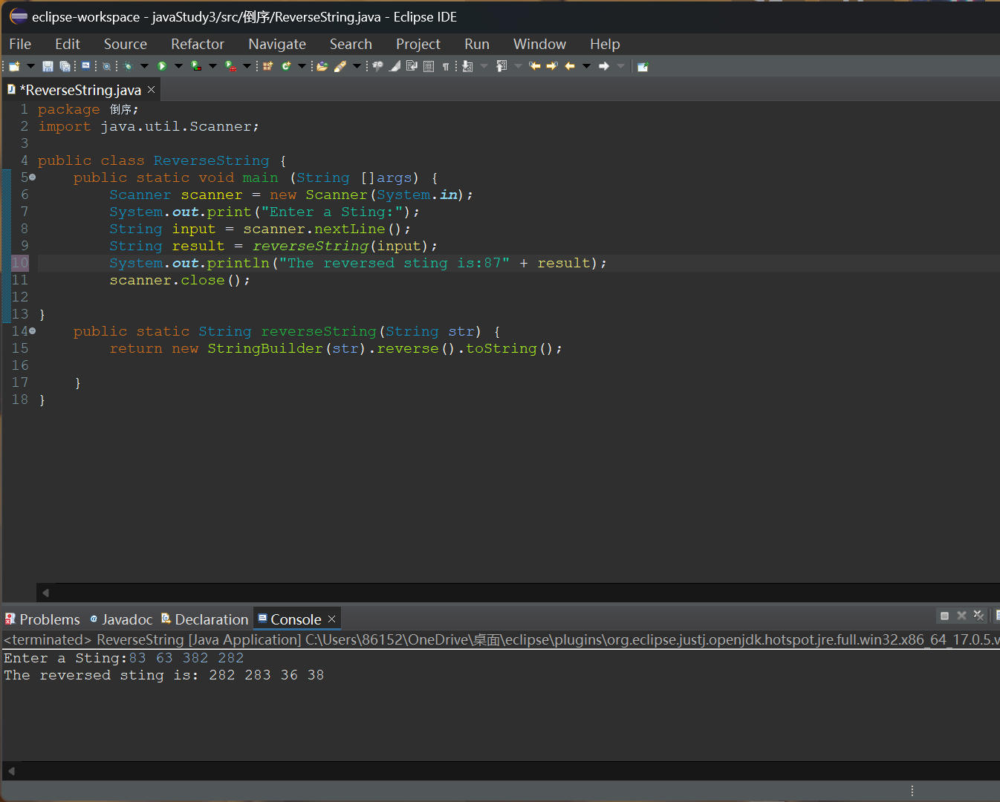 eclipse-workspace - javaStudy3/src/倒序/ReverseString.java - Eclipse IDE
File Edit Source Refactor Navigate Search Project Run Window Help
*ReverseString.java
1 package 倒序;
2 import java.util.Scanner;
3
4 public class ReverseString {
5 public static void main (String []args) {
6 Scanner scanner = new Scanner(System.in);
7 System.out.print("Enter a Sting:");
8 String input = scanner.nextLine();
9 String result = reverseString(input);
10 System.out.println("The reversed sting is:87" + result);
11 scanner.close();
12
13 }
14 public static String reverseString(String str) {
15 return new StringBuilder(str).reverse().toString();
16
17 }
18 }
Problems Javadoc Declaration Console
<terminated> ReverseString [Java Application] C:\Users\86152\OneDrive\桌面\eclipse\plugins\org.eclipse.justj.openjdk.hotspot.jre.full.win32.x86_64_17.0.5.v
Enter a Sting:83 63 382 282
The reversed sting is: 282 283 36 38